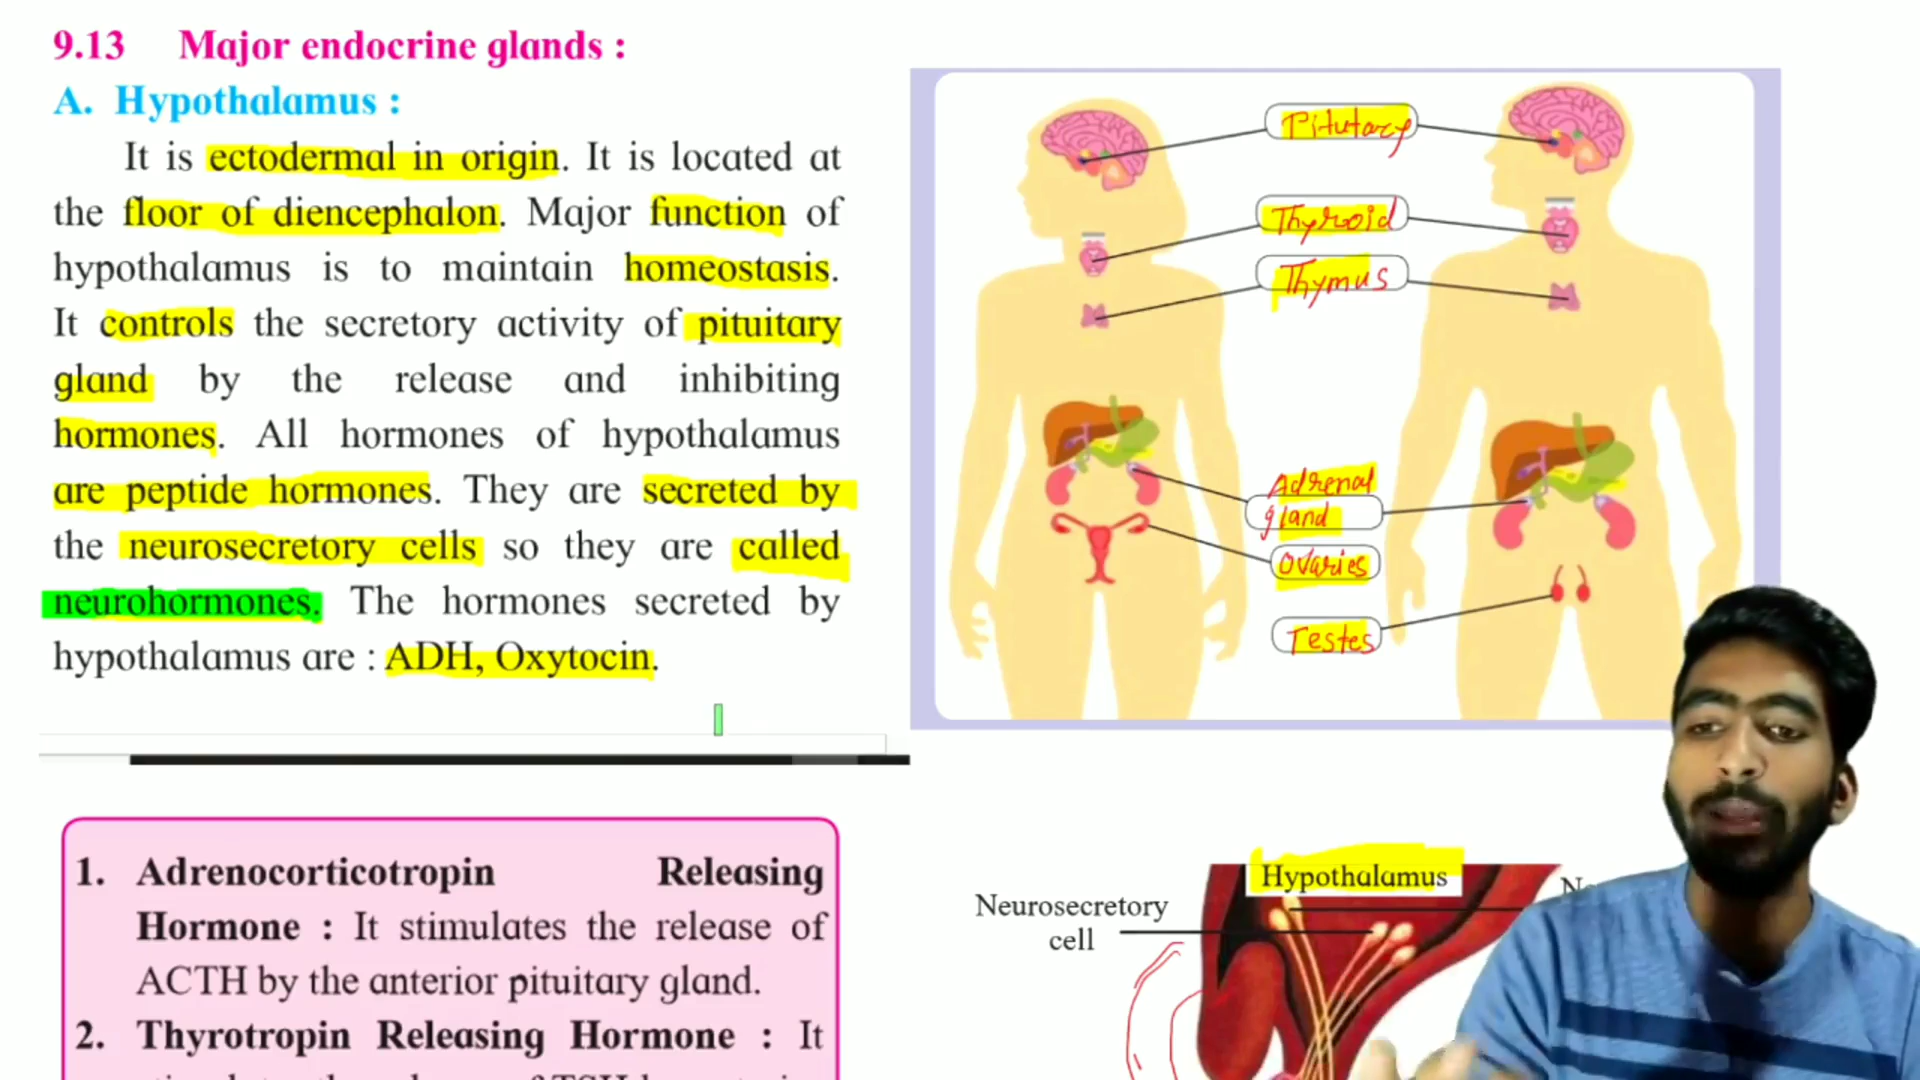 9.13 Major endocrine glands :
A. Hypothalamus :
It is ectodermal in origin. It is located at
the floor of diencephalon. Major function of
hypothalamus is to maintain homeostasis.
It controls the secretory activity of pituitary
gland by the release and inhibiting
hormones. All hormones of hypothalamus
are peptide hormones. They are secreted by
the neurosecretory cells so they are called
neurohormones. The hormones secreted by
hypothalamus are : ADH, Oxytocin.
1. Adrenocorticotropin Releasing
Hormone : It stimulates the release of
ACTH by the anterior pituitary gland.
2. Thyrotropin Releasing Hormone : It
Pitutary
Thyroid
Thymus
Adrenal
gland
Ovaries
Testes
Hypothalamus
Neurosecretory
cell